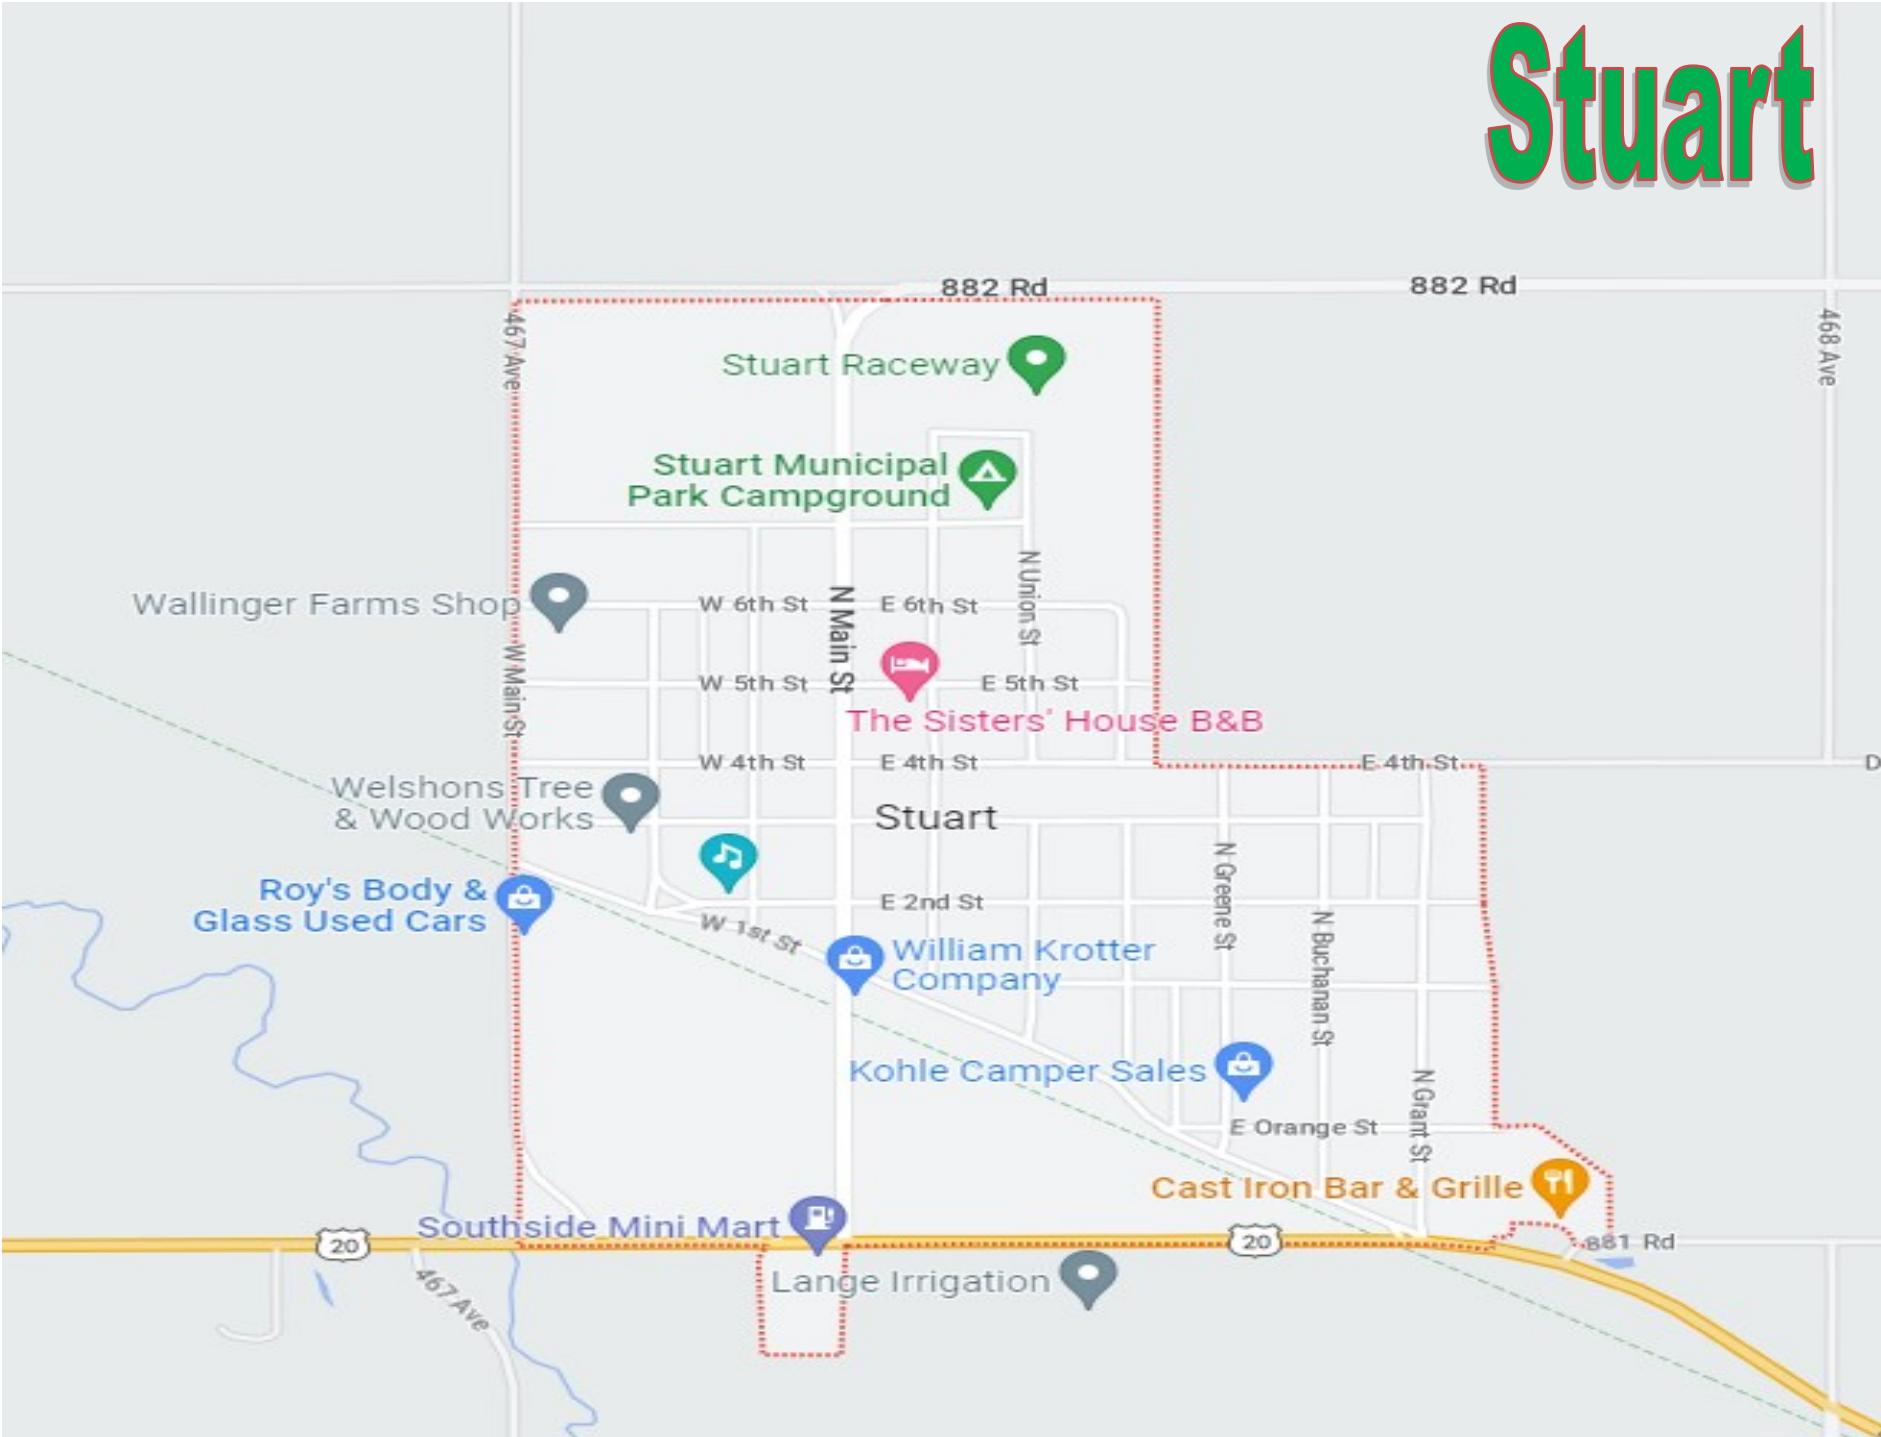 Stuart
882 Rd
882 Rd
467 Ave
468 Ave
Stuart Raceway
Stuart Municipal
Park Campground
N Union St
Wallinger Farms Shop
W 6th St
N Main St
E 6th St
W Main St
W 5th St
E 5th St
The Sisters' House B&B
W 4th St
E 4th St
E 4th St
D
Welshons Tree
& Wood Works
Stuart
N Greene St
Roy's Body &
Glass Used Cars
E 2nd St
W 1st St
N Buchanan St
William Krotter
Company
Kohle Camper Sales
N Grant St
E Orange St
Cast Iron Bar & Grille
Southside Mini Mart
20
20
881 Rd
467 Ave
Lange Irrigation